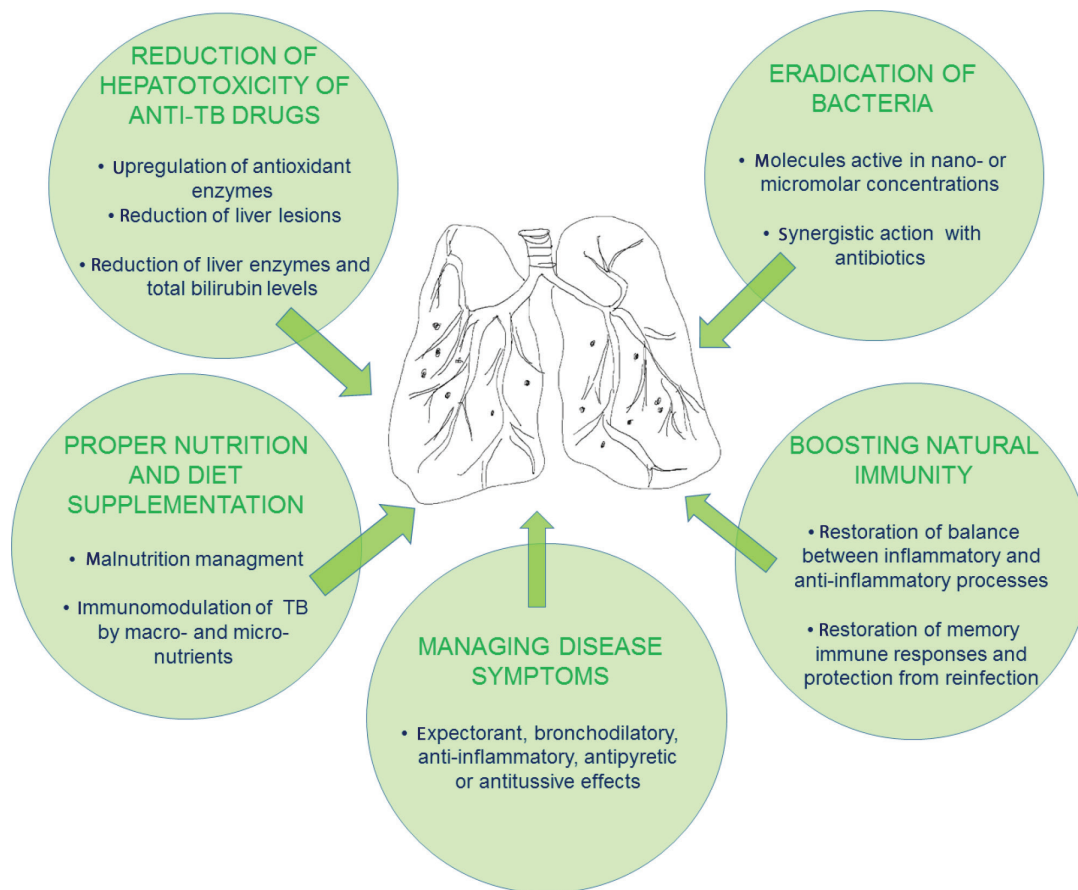 REDUCTION OF
HEPATOTOXICITY OF
ANTI-TB DRUGS
• Upregulation of antioxidant
enzymes
• Reduction of liver lesions
• Reduction of liver enzymes and
total bilirubin levels
ERADICATION OF
BACTERIA
• Molecules active in nano- or
micromolar concentrations
• Synergistic action with
antibiotics
PROPER NUTRITION
AND DIET
SUPPLEMENTATION
• Malnutrition managment
• Immunomodulation of TB
by macro- and micro-
nutrients
MANAGING DISEASE
SYMPTOMS
• Expectorant, bronchodilatory,
anti-inflammatory, antipyretic
or antitussive effects
BOOSTING NATURAL
IMMUNITY
• Restoration of balance
between inflammatory and
anti-inflammatory processes
• Restoration of memory
immune responses and
protection from reinfection